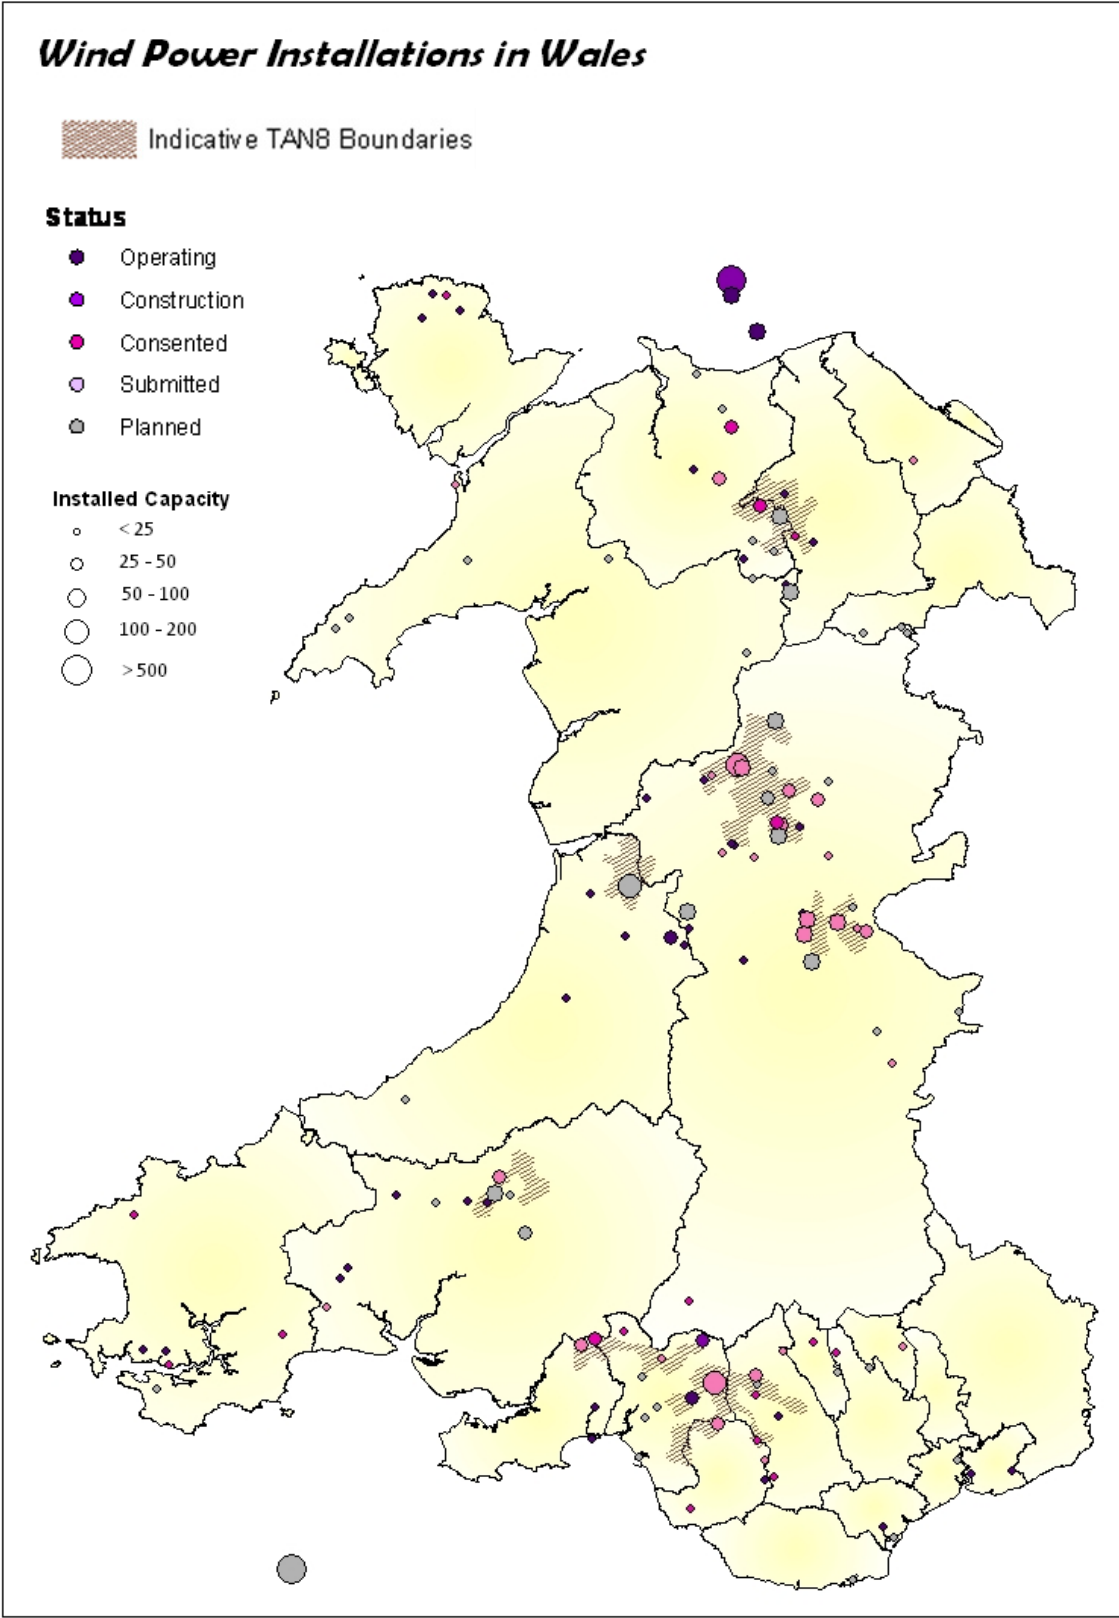 Wind Power Installations in Wales
Indicative TAN8 Boundaries
Status
Operating
Construction
Consented
Submitted
Planned
Installed Capacity
< 25
25 - 50
50 - 100
100 - 200
> 500